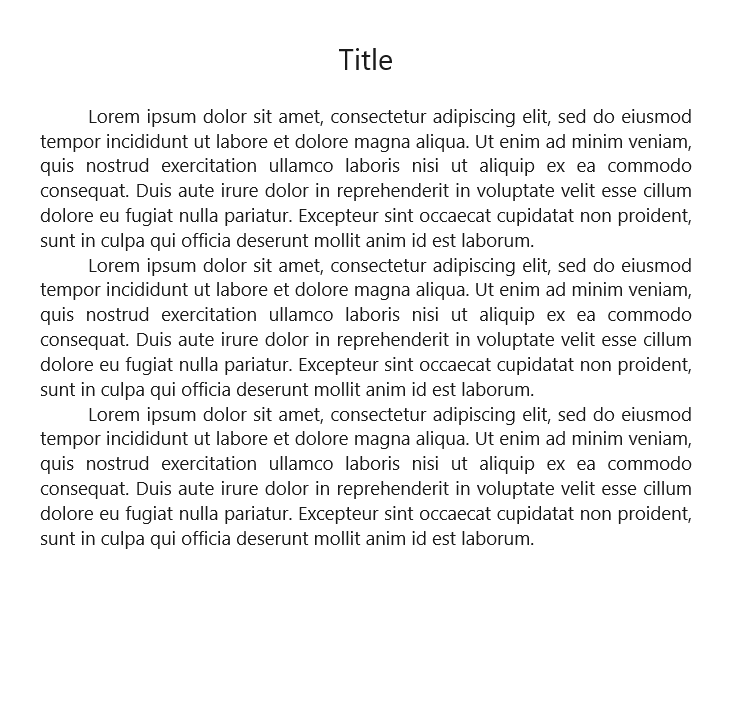 Title
Lorem ipsum dolor sit amet, consectetur adipiscing elit, sed do eiusmod
tempor incididunt ut labore et dolore magna aliqua. Ut enim ad minim veniam,
quis nostrud exercitation ullamco laboris nisi ut aliquip ex ea commodo
consequat. Duis aute irure dolor in reprehenderit in voluptate velit esse cillum
dolore eu fugiat nulla pariatur. Excepteur sint occaecat cupidatat non proident,
sunt in culpa qui officia deserunt mollit anim id est laborum.
Lorem ipsum dolor sit amet, consectetur adipiscing elit, sed do eiusmod
tempor incididunt ut labore et dolore magna aliqua. Ut enim ad minim veniam,
quis nostrud exercitation ullamco laboris nisi ut aliquip ex ea commodo
consequat. Duis aute irure dolor in reprehenderit in voluptate velit esse cillum
dolore eu fugiat nulla pariatur. Excepteur sint occaecat cupidatat non proident,
sunt in culpa qui officia deserunt mollit anim id est laborum.
Lorem ipsum dolor sit amet, consectetur adipiscing elit, sed do eiusmod
tempor incididunt ut labore et dolore magna aliqua. Ut enim ad minim veniam,
quis nostrud exercitation ullamco laboris nisi ut aliquip ex ea commodo
consequat. Duis aute irure dolor in reprehenderit in voluptate velit esse cillum
dolore eu fugiat nulla pariatur. Excepteur sint occaecat cupidatat non proident,
sunt in culpa qui officia deserunt mollit anim id est laborum.